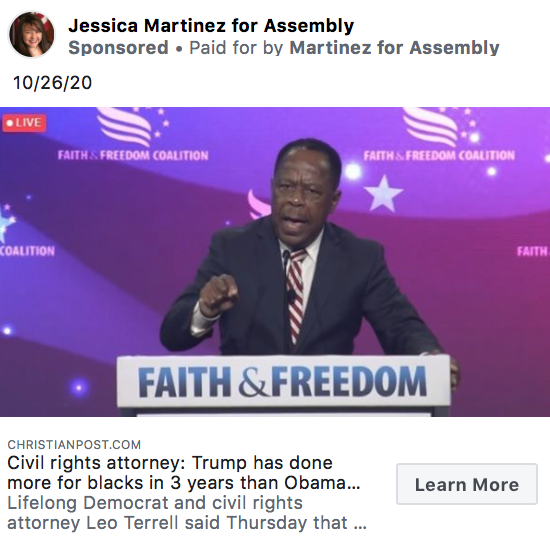 Jessica Martinez for Assembly
Sponsored • Paid for by Martinez for Assembly
10/26/20
LIVE
FAITH & FREEDOM COALITION
FAITH & FREEDOM COALITION
COALITION
FAITH
FAITH & FREEDOM
CHRISTIANPOST.COM
Civil rights attorney: Trump has done
more for blacks in 3 years than Obama...
Lifelong Democrat and civil rights
attorney Leo Terrell said Thursday that ...
Learn More